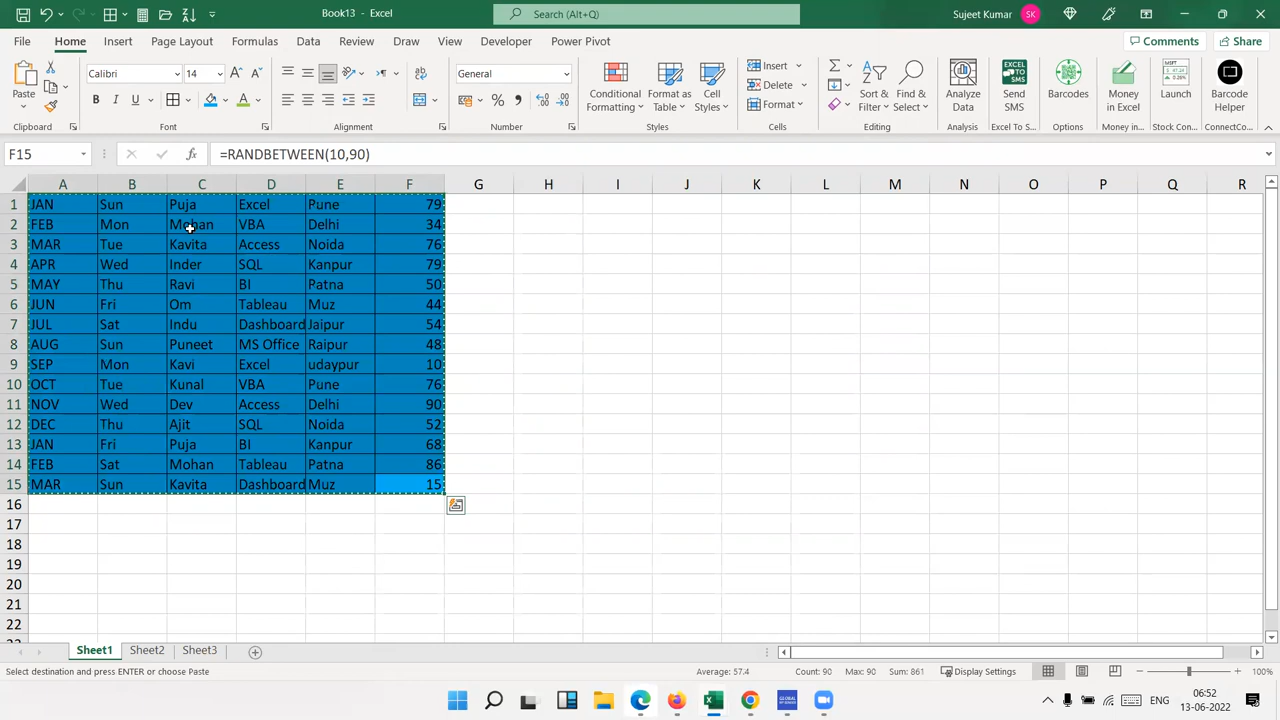 Book13 - Excel
Search (Alt+Q)
Sujeet Kumar
SK
File Home Insert Page Layout Formulas Data Review View Draw Developer Power Pivot
Comments
Share
Paste
Calibri
14
B I U
A A
General
Conditional Formatting
Format as Table
Cell Styles
Insert
Delete
Format
Sort & Filter
Find & Select
Analyze Data
Send SMS
Barcodes
Money in Excel
Launch
Barcode Helper
Clipboard
Font
Alignment
Number
Styles
Cells
Editing
Analysis
Excel To S...
Options
Money in...
Stock Con...
ConnectCo...
F15
fx
=RANDBETWEEN(10,90)
A B C D E F G H I J K L M N O P Q R
1 JAN Sun Puja Excel Pune 79
2 FEB Mon Mohan VBA Delhi 34
3 MAR Tue Kavita Access Noida 76
4 APR Wed Inder SQL Kanpur 79
5 MAY Thu Ravi BI Patna 50
6 JUN Fri Om Tableau Muz 44
7 JUL Sat Indu Dashboard Jaipur 54
8 AUG Sun Puneet MS Office Raipur 48
9 SEP Mon Kavi Excel udaypur 10
10 OCT Tue Kunal VBA Pune 76
11 NOV Wed Dev Access Delhi 90
12 DEC Thu Ajit SQL Noida 52
13 JAN Fri Puja BI Kanpur 68
14 FEB Sat Mohan Tableau Patna 86
15 MAR Sun Kavita Dashboard Muz 15
16
17
18
19
20
21
22
Sheet1 Sheet2 Sheet3
Select destination and press ENTER or choose Paste
Average: 57.4 Count: 90 Max: 90 Sum: 861
Display Settings
100%
ENG
06:52
13-06-2022